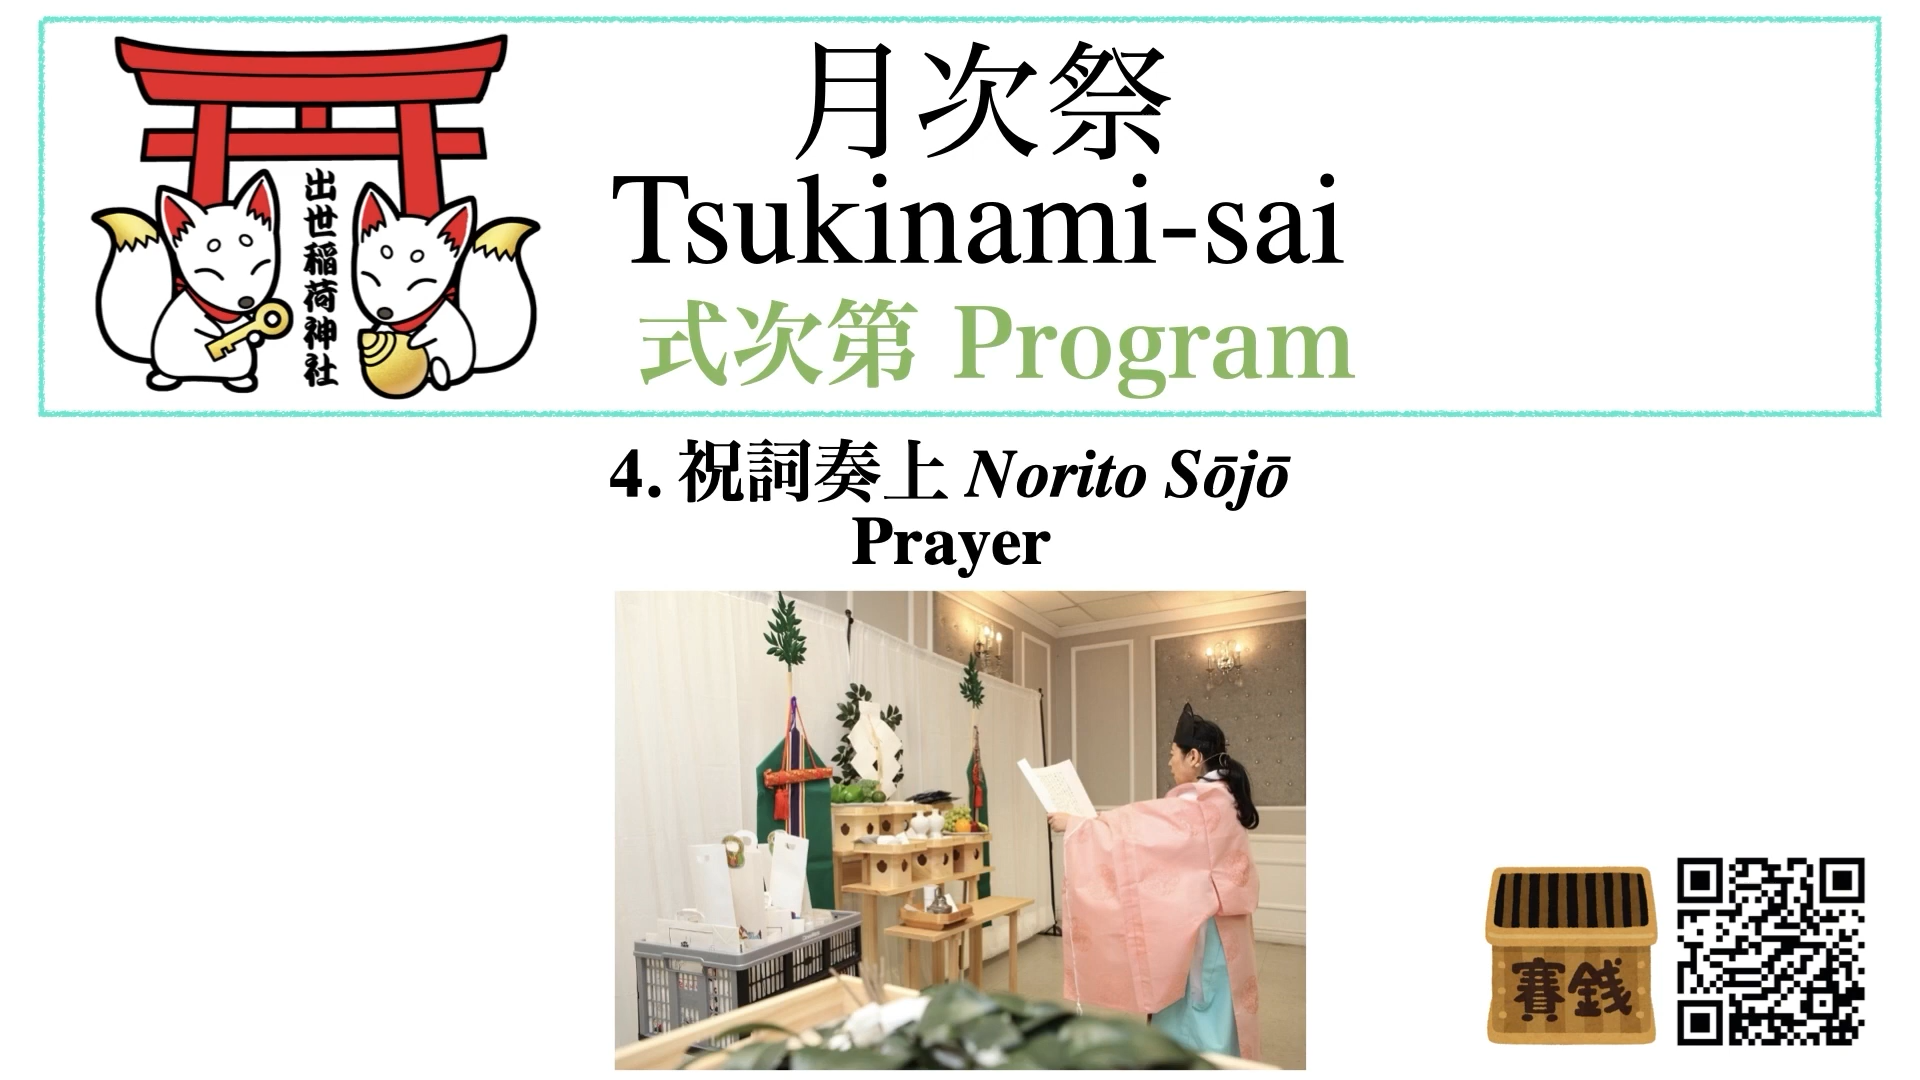 月次祭
Tsukinami-sai
式次第 Program
出世稲荷神社
4. 祝詞奏上 Norito Sōjō
Prayer
賽銭